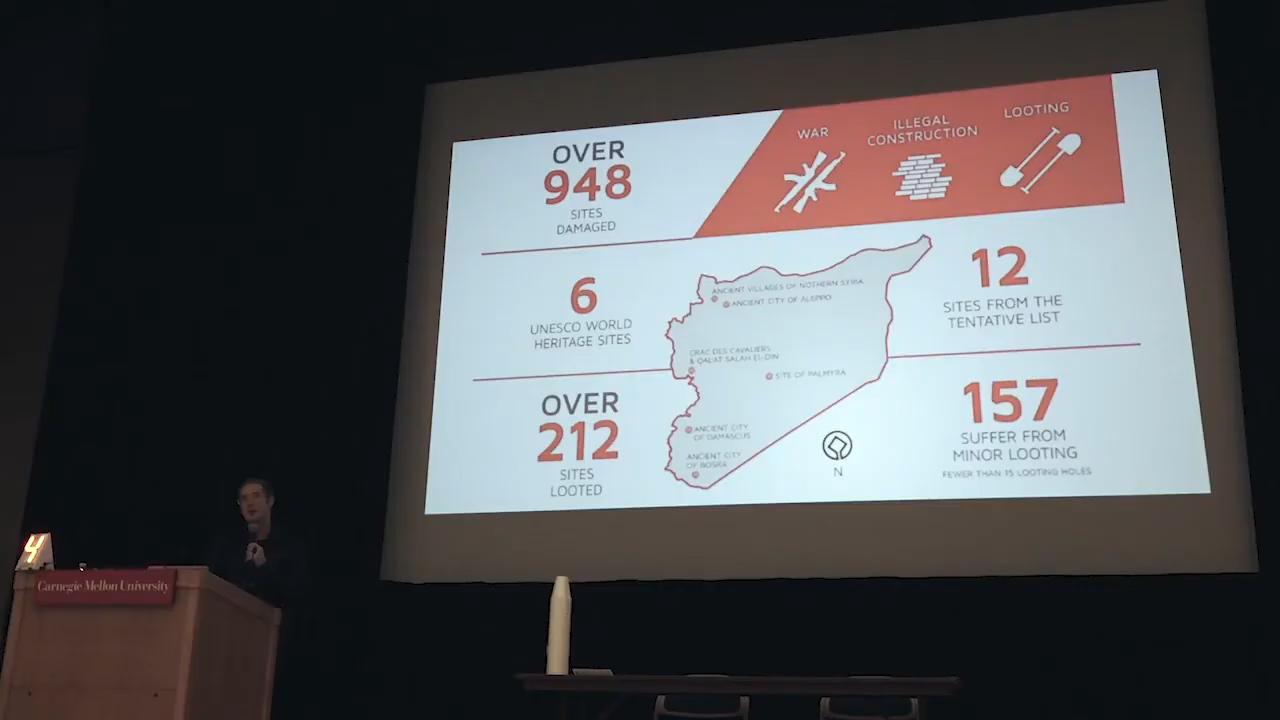 OVER
948
SITES
DAMAGED
WAR
ILLEGAL
CONSTRUCTION
LOOTING
6
UNESCO WORLD
HERITAGE SITES
12
SITES FROM THE
TENTATIVE LIST
ANCIENT VILLAGES OF NOTHERN SYRIA
ANCIENT CITY OF ALEPPO
CRAC DES CAVALIERS
& QAL'AT SALAH EL-DIN
SITE OF PALMYRA
ANCIENT CITY
OF DAMASCUS
ANCIENT CITY
OF BOSRA
N
OVER
212
SITES
LOOTED
157
SUFFER FROM
MINOR LOOTING
FEWER THAN 15 LOOTING HOLES
4
Carnegie Mellon University